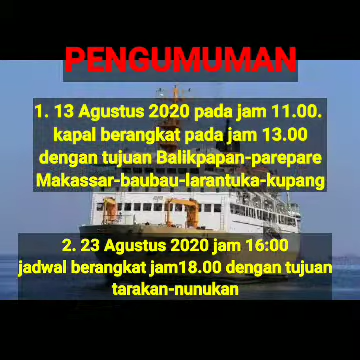 PENGUMUMAN
1. 13 Agustus 2020 pada jam 11.00.
kapal berangkat pada jam 13.00
dengan tujuan Balikpapan-parepare
Makassar-baubau-larantuka-kupang
2. 23 Agustus 2020 jam 16:00
jadwal berangkat jam18.00 dengan tujuan
tarakan-nunukan